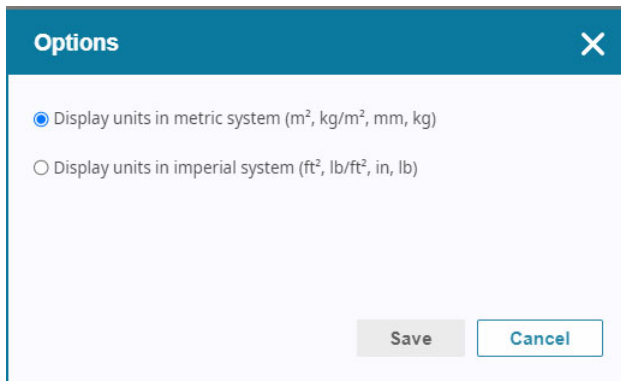 Options
Display units in metric system (m², kg/m², mm, kg)
Display units in imperial system (ft², lb/ft², in, lb)
Save Cancel